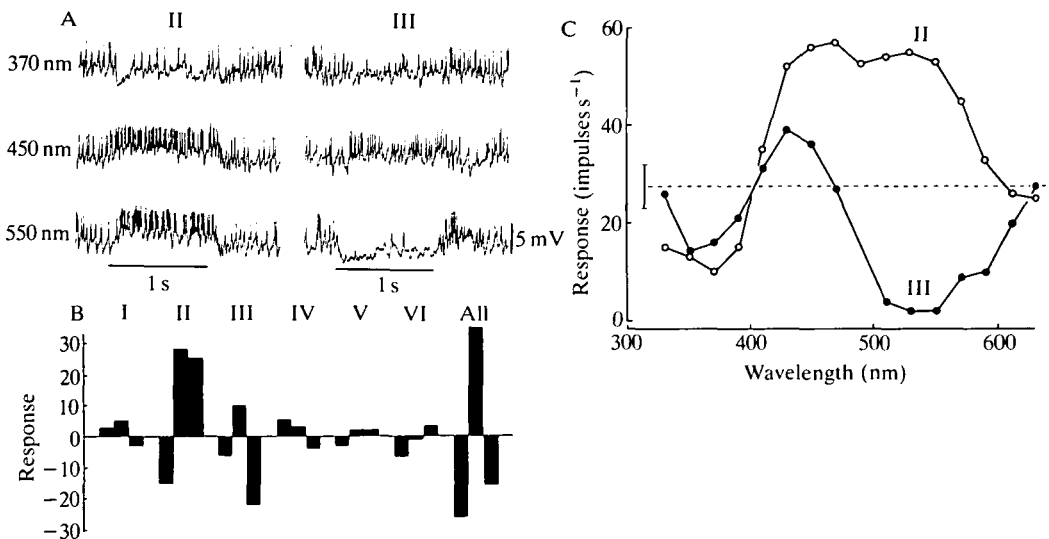 A II III
370 nm
450 nm
550 nm
5 mV
1 s 1 s
B I II III IV V VI All
30
20
10
0
−10
−20
−30
Response
C
60
40
20
0
Response (impulses s⁻¹)
II
III
300 400 500 600
Wavelength (nm)